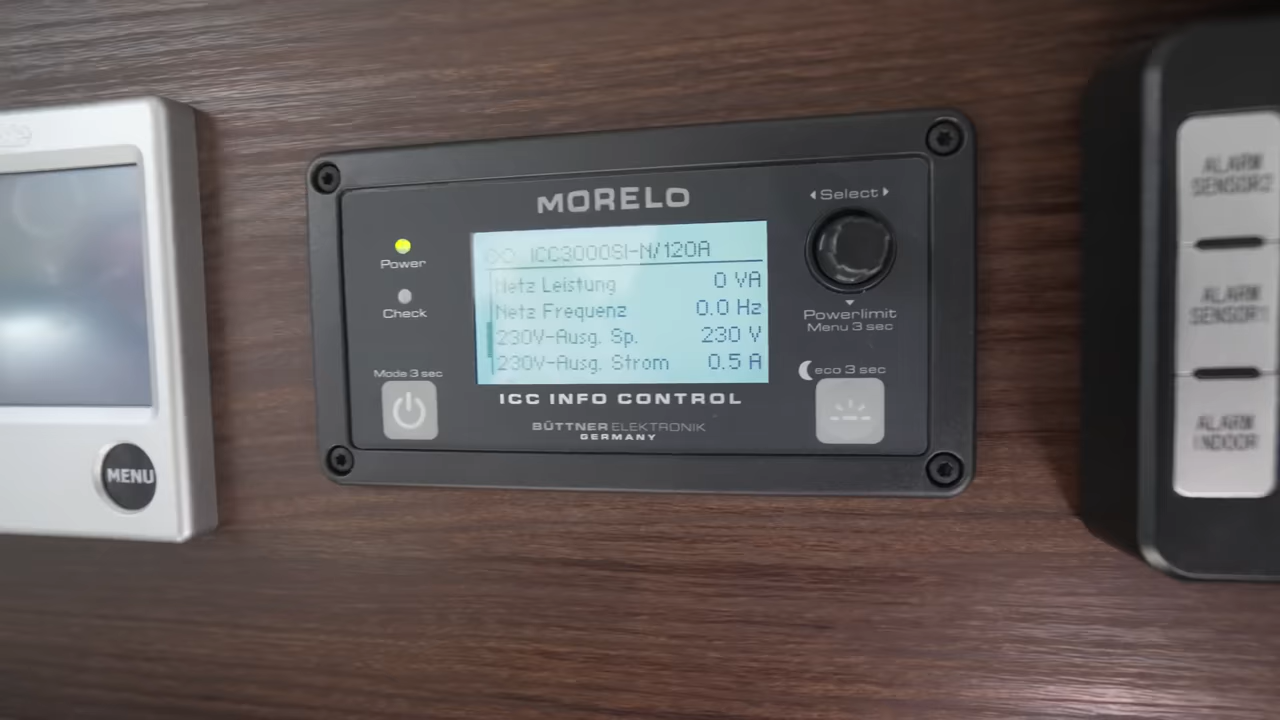 MORELO
◂Select▸
Power
Check
ICC3000SI-N/120A
Netz Leistung 0 VA
Netz Frequenz 0.0 Hz
230V-Ausg. Sp. 230 V
230V-Ausg. Strom 0.5 A
Powerlimit
Menu 3 sec
Mode 3 sec
eco 3 sec
ICC INFO CONTROL
BÜTTNER ELEKTRONIK
GERMANY
MENU
ALARM
SENSOR2
ALARM
SENSOR1
ALARM
INDOOR